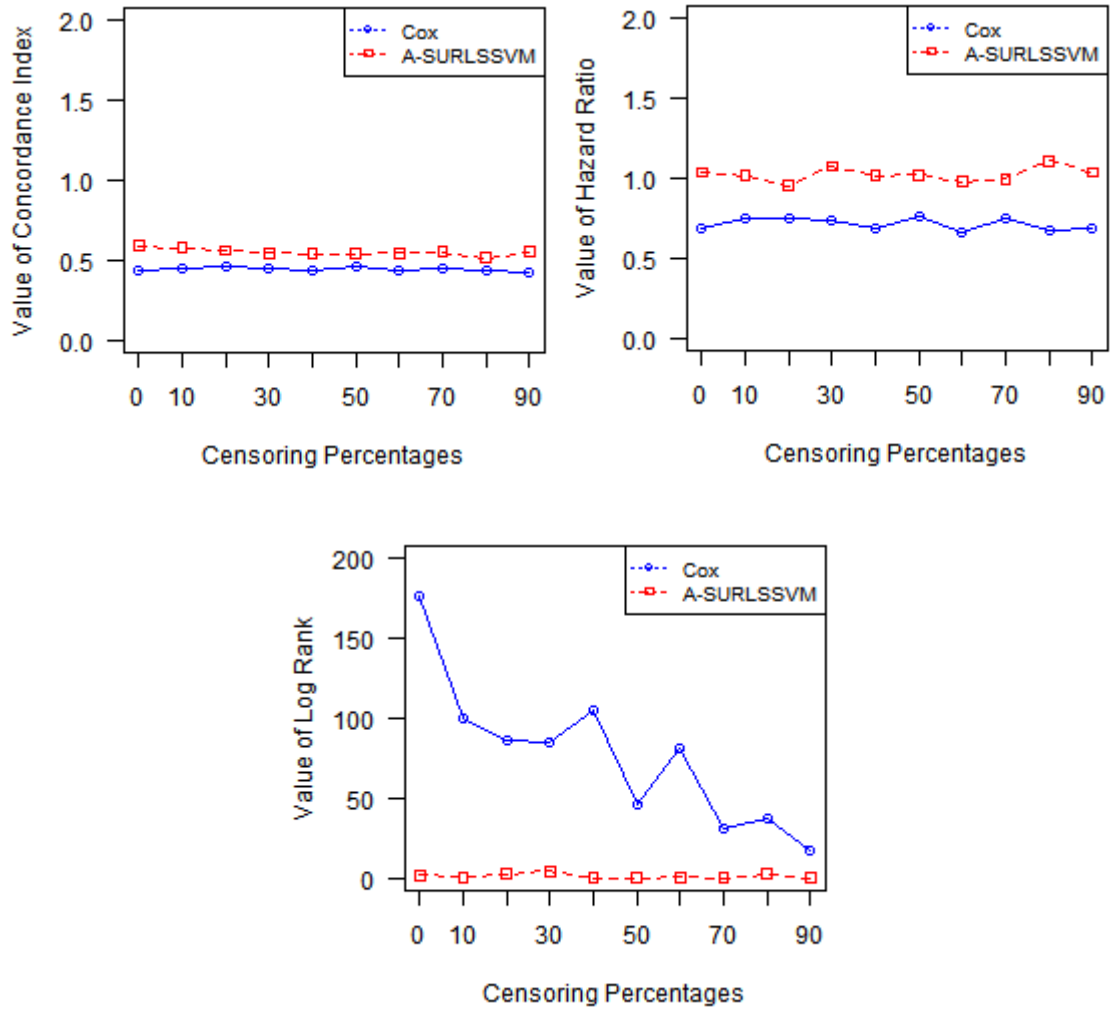 Value of Concordance Index
2.0
1.5
1.0
0.5
0.0
Cox
A-SURLSSVM
0 10 30 50 70 90
Censoring Percentages
Value of Hazard Ratio
2.0
1.5
1.0
0.5
0.0
Cox
A-SURLSSVM
0 10 30 50 70 90
Censoring Percentages
Value of Log Rank
200
150
100
50
0
Cox
A-SURLSSVM
0 10 30 50 70 90
Censoring Percentages